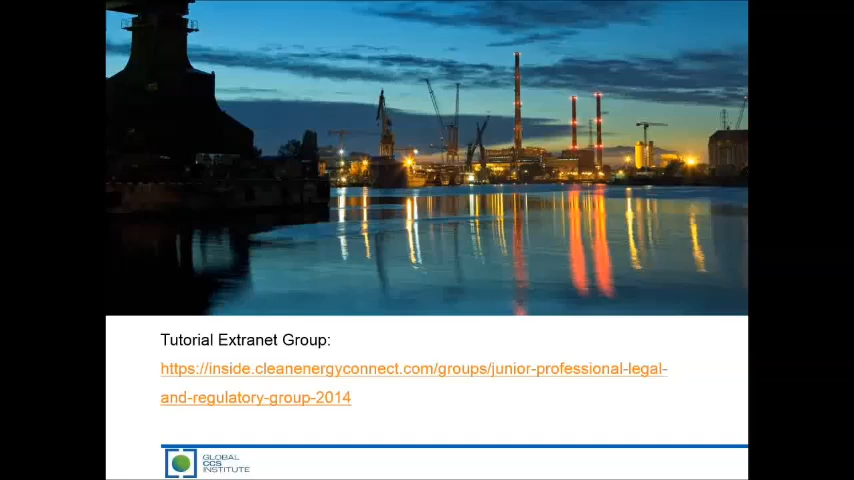 Tutorial Extranet Group:
https://inside.cleanenergyconnect.com/groups/junior-professional-legal-
and-regulatory-group-2014
GLOBAL
CCS
INSTITUTE